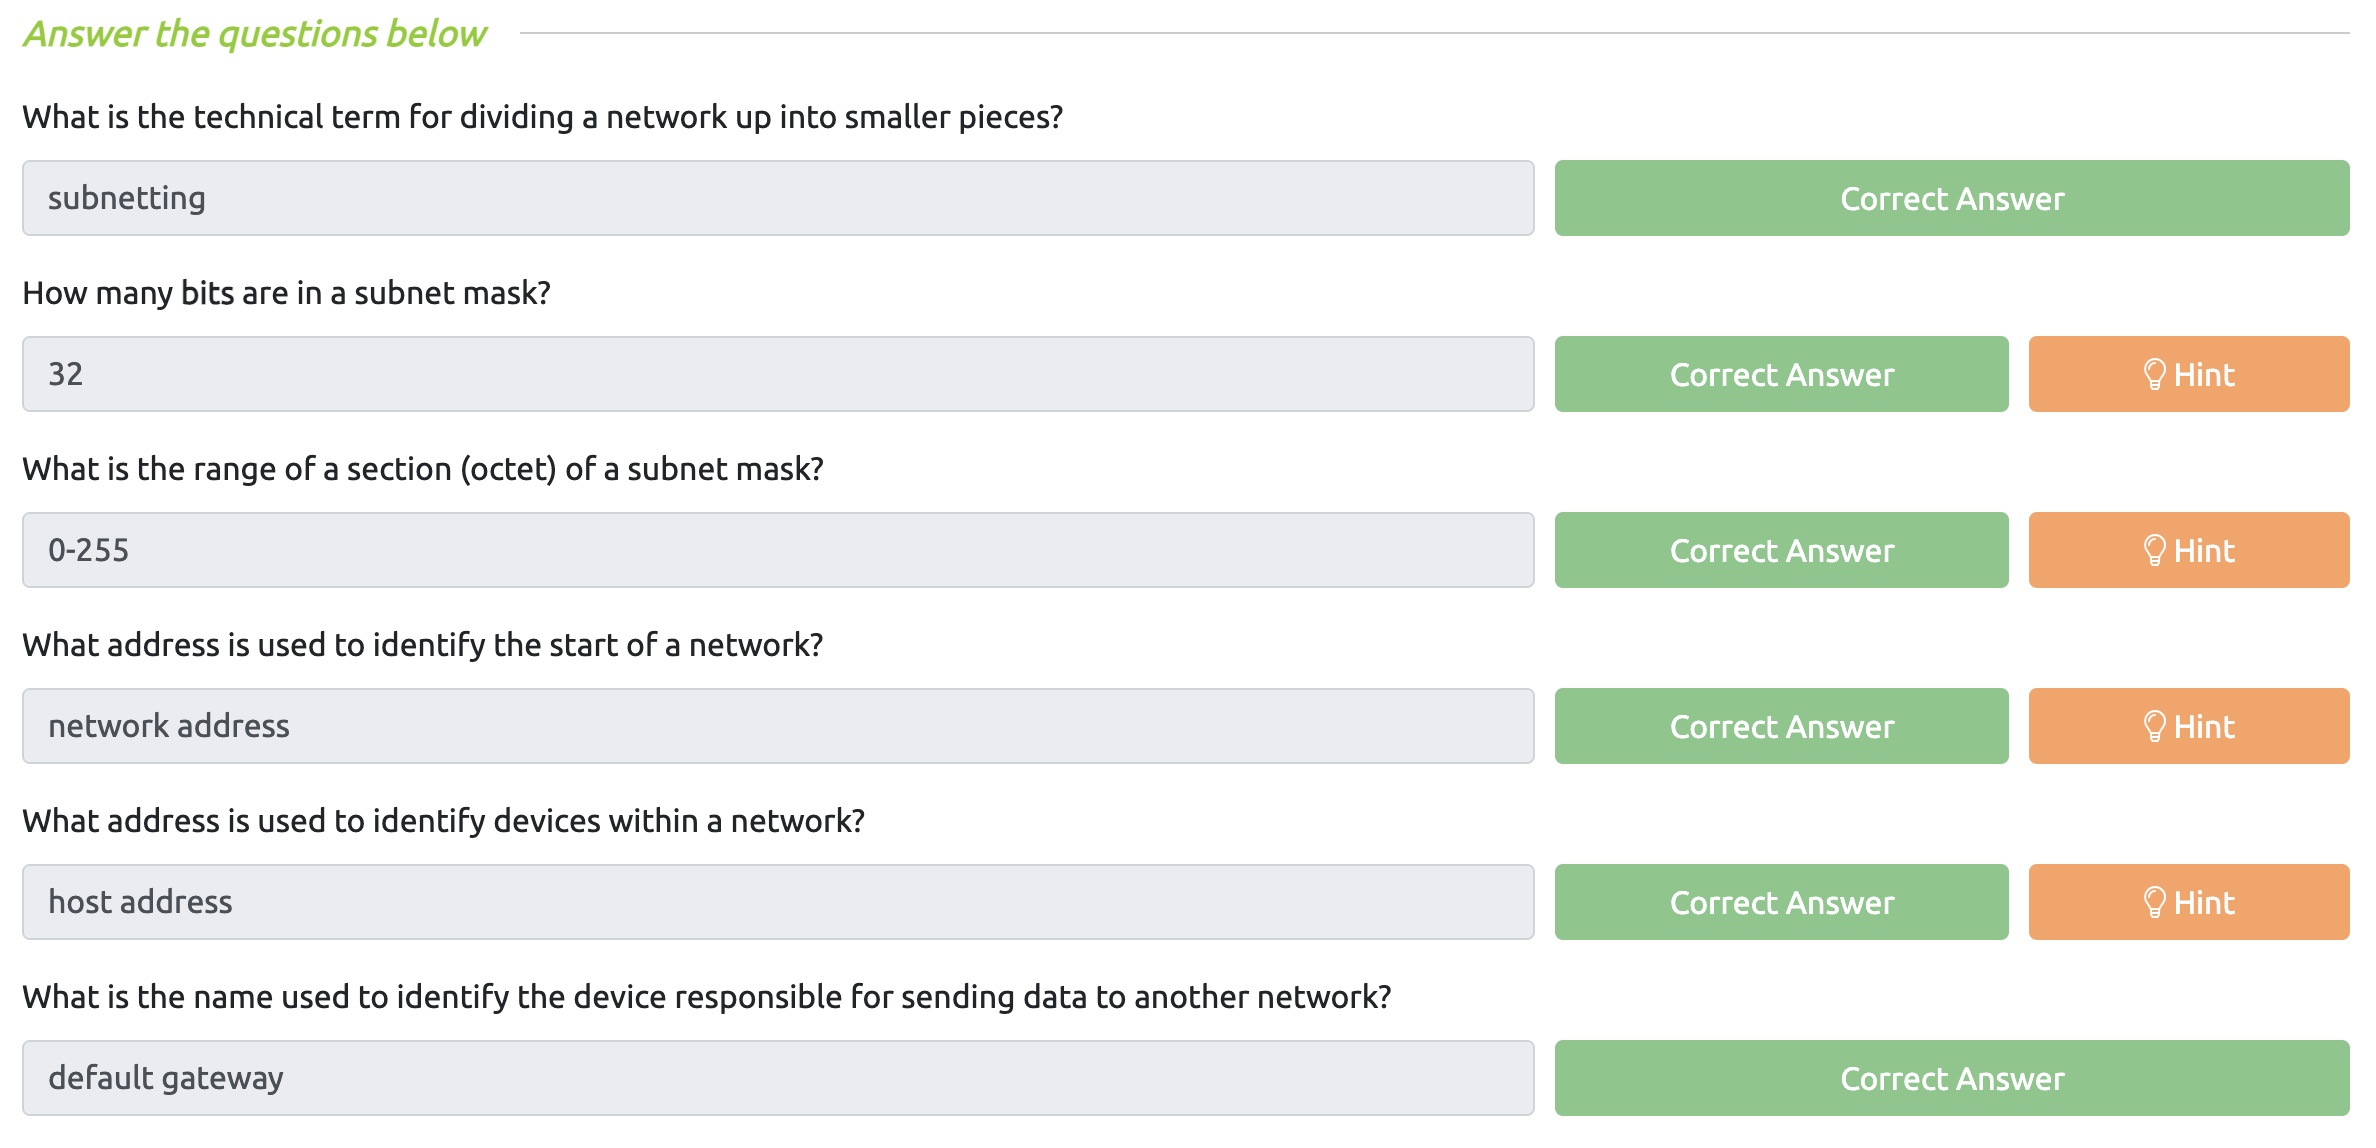 Answer the questions below
What is the technical term for dividing a network up into smaller pieces?
subnetting
Correct Answer
How many bits are in a subnet mask?
32
Correct Answer
Hint
What is the range of a section (octet) of a subnet mask?
0-255
Correct Answer
Hint
What address is used to identify the start of a network?
network address
Correct Answer
Hint
What address is used to identify devices within a network?
host address
Correct Answer
Hint
What is the name used to identify the device responsible for sending data to another network?
default gateway
Correct Answer